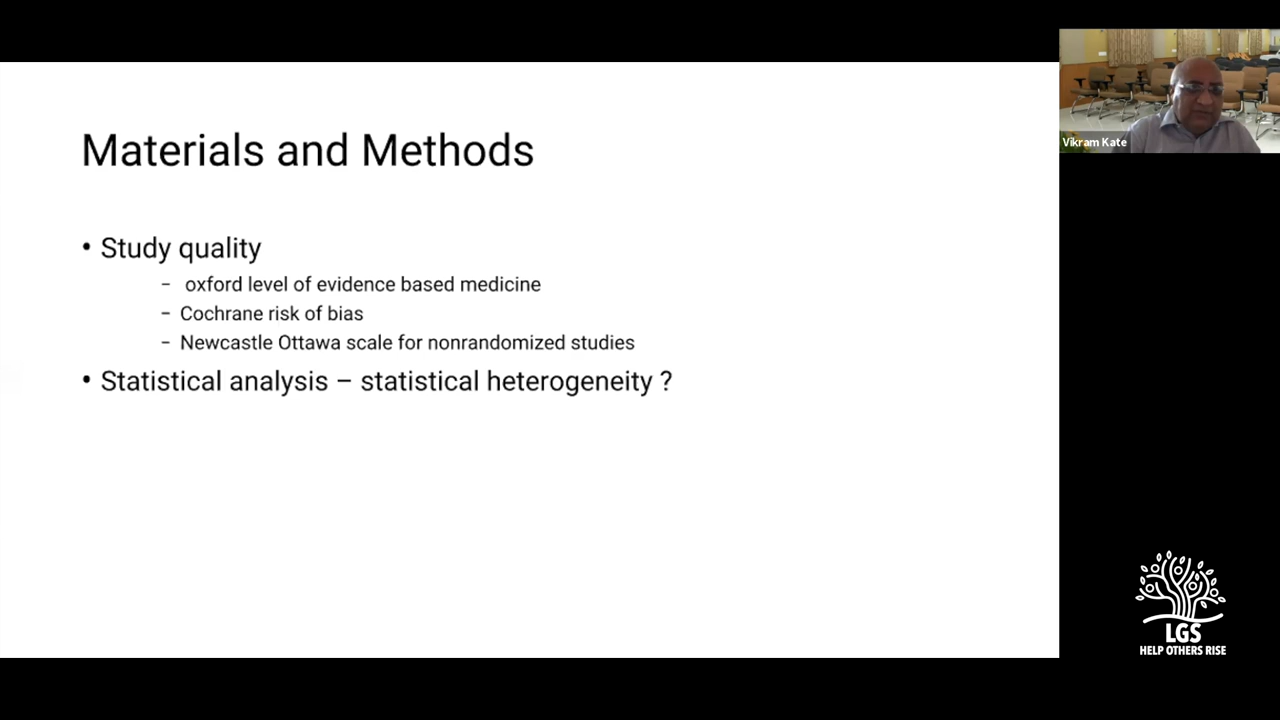 Materials and Methods
• Study quality
– oxford level of evidence based medicine
– Cochrane risk of bias
– Newcastle Ottawa scale for nonrandomized studies
• Statistical analysis – statistical heterogeneity ?
Vikram Kate
LGS
HELP OTHERS RISE